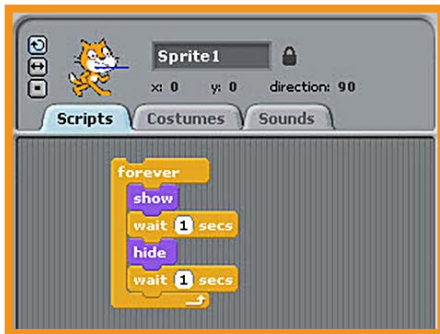 Sprite1
x: 0 y: 0 direction: 90
Scripts Costumes Sounds
forever
show
wait 1 secs
hide
wait 1 secs